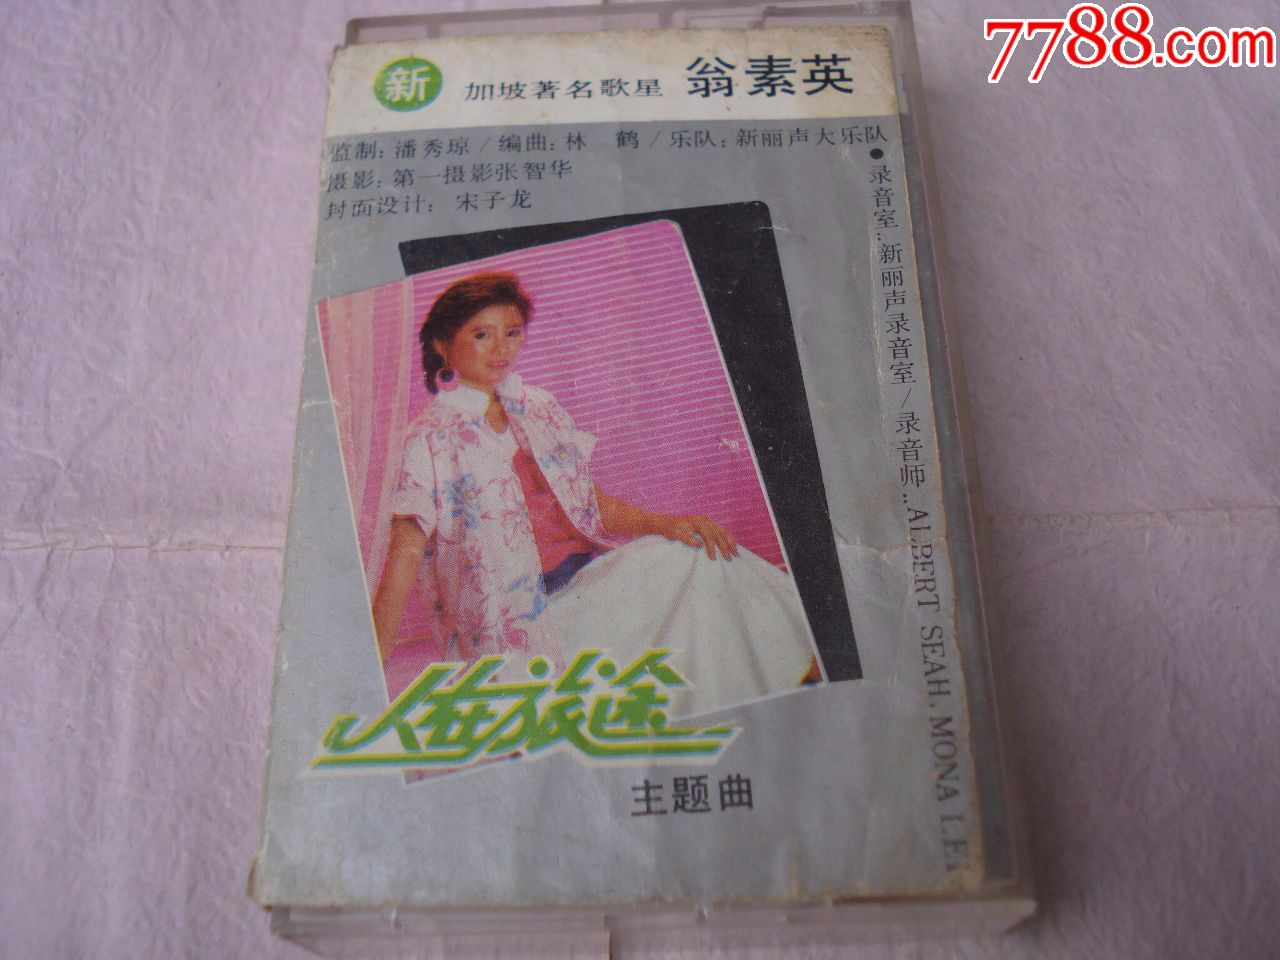 7788.com
新 加坡著名歌星 翁素英
监制：潘秀琼／编曲：林 鹤／乐队：新丽声大乐队
摄影：第一摄影张智华
封面设计：宋子龙
●录音室：新丽声录音室／录音师：ALBERT SEAH, MONA
人海旅途
主题曲